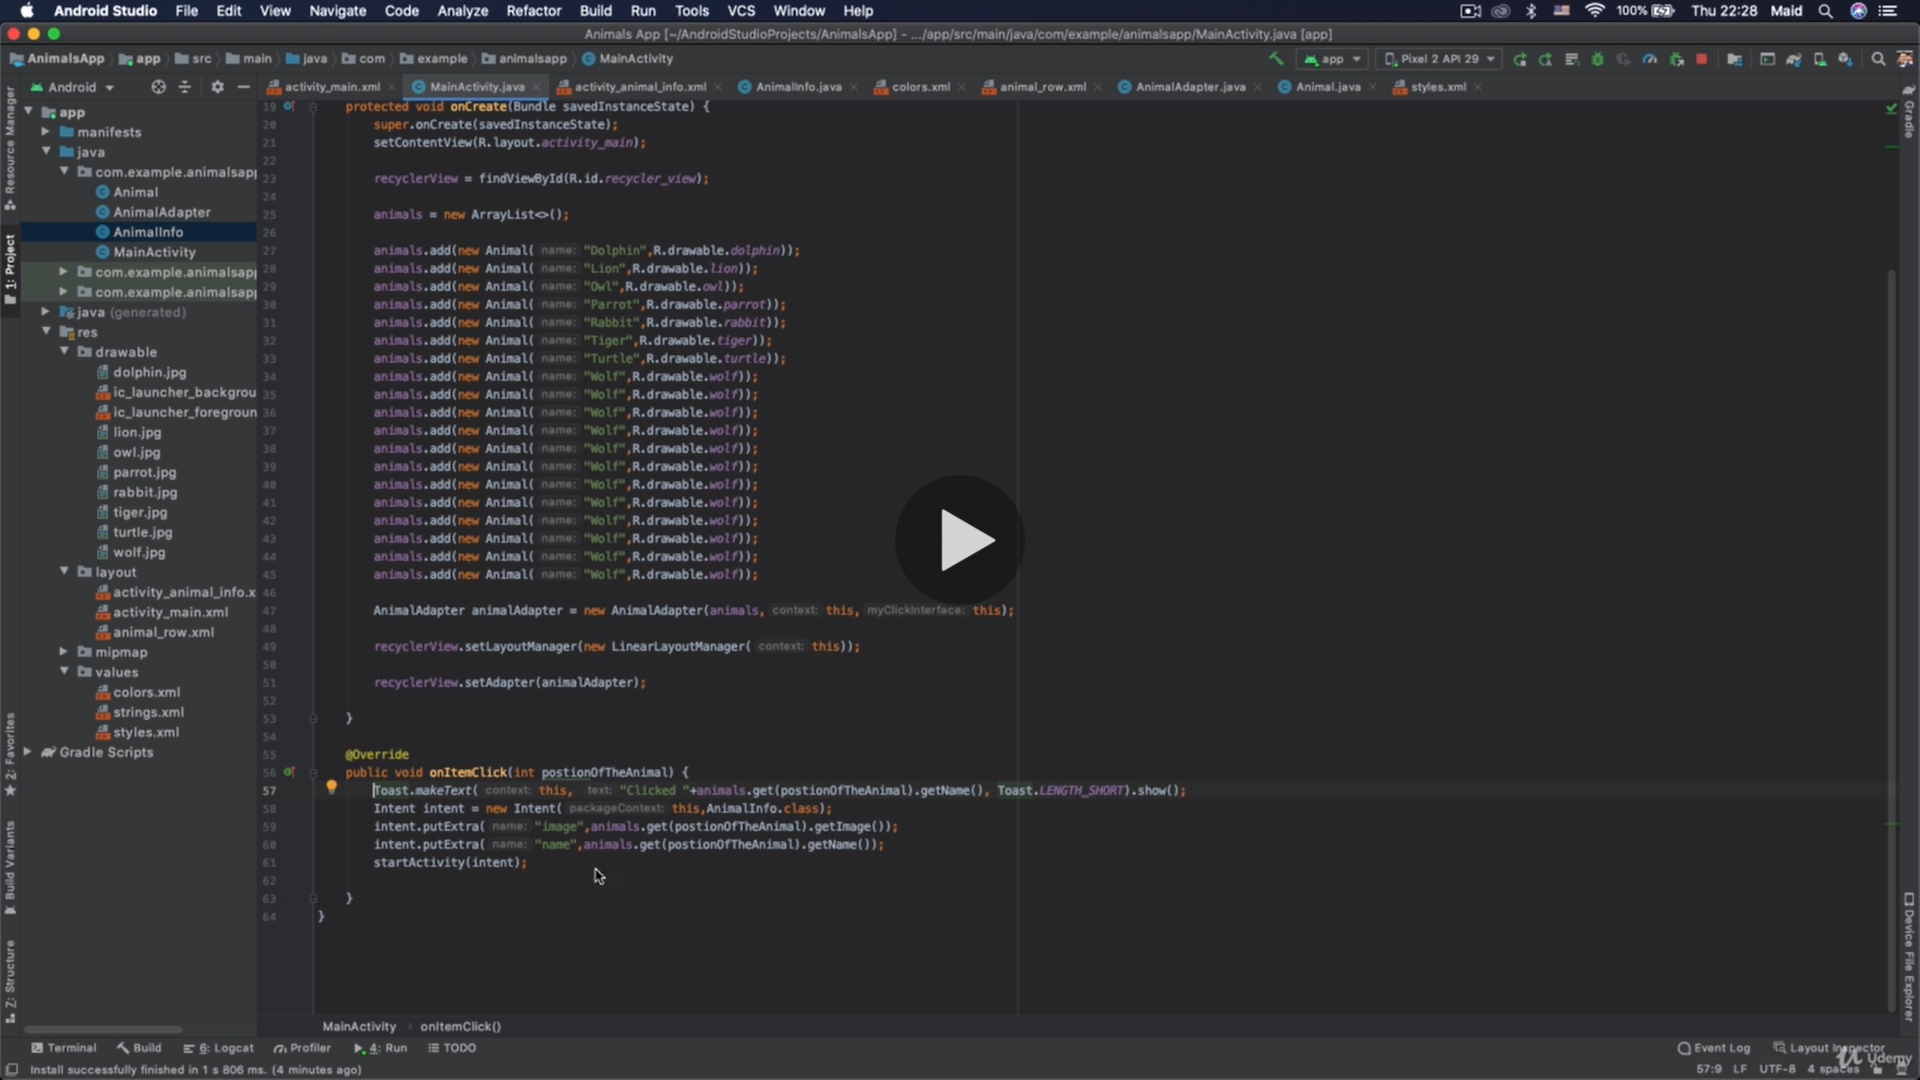 Android Studio File Edit View Navigate Code Analyze Refactor Build Run Tools VCS Window Help 100% Thu 22:28 Maid
Animals App [~/AndroidStudioProjects/AnimalsApp] - .../app/src/main/java/com/example/animalsapp/MainActivity.java [app]
AnimalsApp app src main java com example animalsapp MainActivity app Pixel 2 API 29
Android activity_main.xml MainActivity.java activity_animal_info.xml AnimalInfo.java colors.xml animal_row.xml AnimalAdapter.java Animal.java styles.xml
Resource Manager
1: Project
2: Favorites
Build Variants
Z: Structure
app
manifests
java
com.example.animalsapp
Animal
AnimalAdapter
AnimalInfo
MainActivity
com.example.animalsapp
com.example.animalsapp
java (generated)
res
drawable
dolphin.jpg
ic_launcher_backgrou
ic_launcher_foregroun
lion.jpg
owl.jpg
parrot.jpg
rabbit.jpg
tiger.jpg
turtle.jpg
wolf.jpg
layout
activity_animal_info.x
activity_main.xml
animal_row.xml
mipmap
values
colors.xml
strings.xml
styles.xml
Gradle Scripts
19 protected void onCreate(Bundle savedInstanceState) {
20 super.onCreate(savedInstanceState);
21 setContentView(R.layout.activity_main);
22
23 recyclerView = findViewById(R.id.recycler_view);
24
25 animals = new ArrayList<>();
26
27 animals.add(new Animal( name: "Dolphin",R.drawable.dolphin));
28 animals.add(new Animal( name: "Lion",R.drawable.lion));
29 animals.add(new Animal( name: "Owl",R.drawable.owl));
30 animals.add(new Animal( name: "Parrot",R.drawable.parrot));
31 animals.add(new Animal( name: "Rabbit",R.drawable.rabbit));
32 animals.add(new Animal( name: "Tiger",R.drawable.tiger));
33 animals.add(new Animal( name: "Turtle",R.drawable.turtle));
34 animals.add(new Animal( name: "Wolf",R.drawable.wolf));
35 animals.add(new Animal( name: "Wolf",R.drawable.wolf));
36 animals.add(new Animal( name: "Wolf",R.drawable.wolf));
37 animals.add(new Animal( name: "Wolf",R.drawable.wolf));
38 animals.add(new Animal( name: "Wolf",R.drawable.wolf));
39 animals.add(new Animal( name: "Wolf",R.drawable.wolf));
40 animals.add(new Animal( name: "Wolf",R.drawable.wolf));
41 animals.add(new Animal( name: "Wolf",R.drawable.wolf));
42 animals.add(new Animal( name: "Wolf",R.drawable.wolf));
43 animals.add(new Animal( name: "Wolf",R.drawable.wolf));
44 animals.add(new Animal( name: "Wolf",R.drawable.wolf));
45 animals.add(new Animal( name: "Wolf",R.drawable.wolf));
46
47 AnimalAdapter animalAdapter = new AnimalAdapter(animals, context: this, myClickInterface: this);
48
49 recyclerView.setLayoutManager(new LinearLayoutManager( context: this));
50
51 recyclerView.setAdapter(animalAdapter);
52
53 }
54
55 @Override
56 public void onItemClick(int postionOfTheAnimal) {
57 Toast.makeText( context: this, text: "Clicked "+animals.get(postionOfTheAnimal).getName(), Toast.LENGTH_SHORT).show();
58 Intent intent = new Intent( packageContext: this,AnimalInfo.class);
59 intent.putExtra( name: "image",animals.get(postionOfTheAnimal).getImage());
60 intent.putExtra( name: "name",animals.get(postionOfTheAnimal).getName());
61 startActivity(intent);
62
63 }
64 }
Gradle
Device File Explorer
MainActivity onItemClick()
Terminal Build 6: Logcat Profiler 4: Run TODO Event Log Layout Inspector
Install successfully finished in 1 s 806 ms. (4 minutes ago) 57:9 LF UTF-8 4 spaces
Udemy